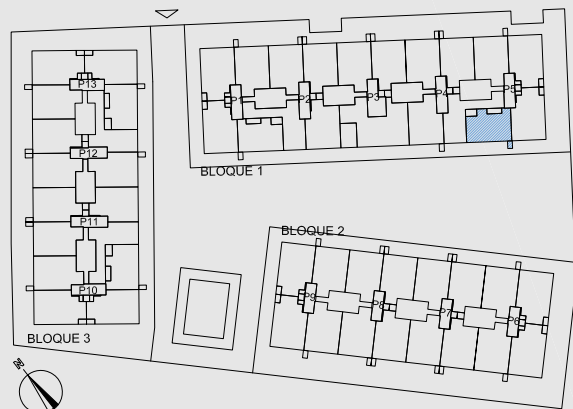 P13
P12
P11
P10
BLOQUE 3
P1
P2
P3
P4
P5
BLOQUE 1
BLOQUE 2
P9
P8
P7
P6
N